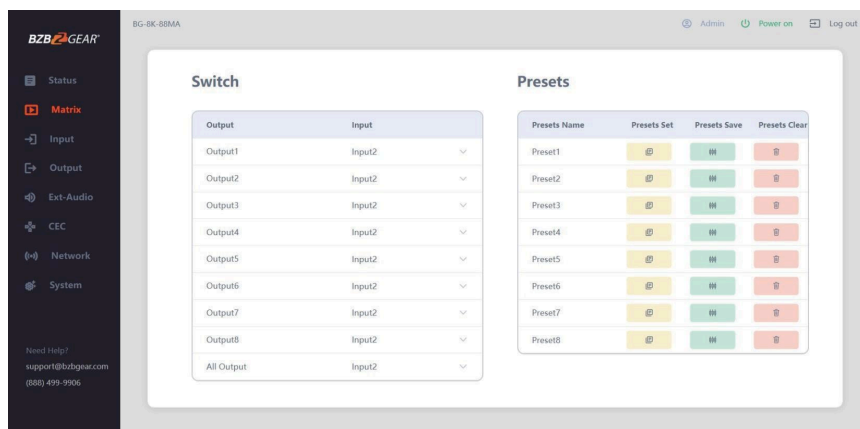 BG-8K-88MA
Admin Power on Log out
BZBGEAR
Status
Matrix
Input
Output
Ext-Audio
CEC
Network
System
Need Help?
support@bzbgear.com
(888) 499-9906
Switch
Output Input
Output1 Input2
Output2 Input2
Output3 Input2
Output4 Input2
Output5 Input2
Output6 Input2
Output7 Input2
Output8 Input2
All Output Input2
Presets
Presets Name Presets Set Presets Save Presets Clear
Preset1
Preset2
Preset3
Preset4
Preset5
Preset6
Preset7
Preset8